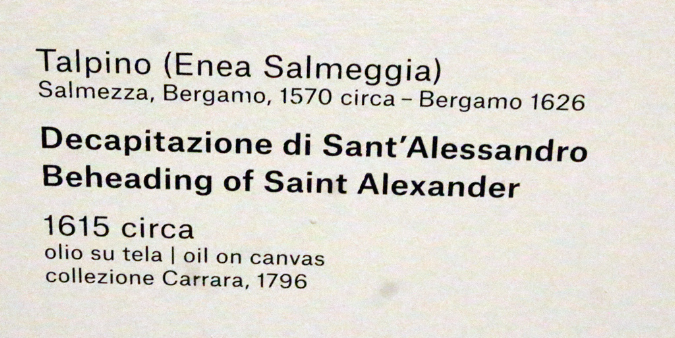 Talpino (Enea Salmeggia)
Salmezza, Bergamo, 1570 circa – Bergamo 1626
Decapitazione di Sant'Alessandro
Beheading of Saint Alexander
1615 circa
olio su tela | oil on canvas
collezione Carrara, 1796